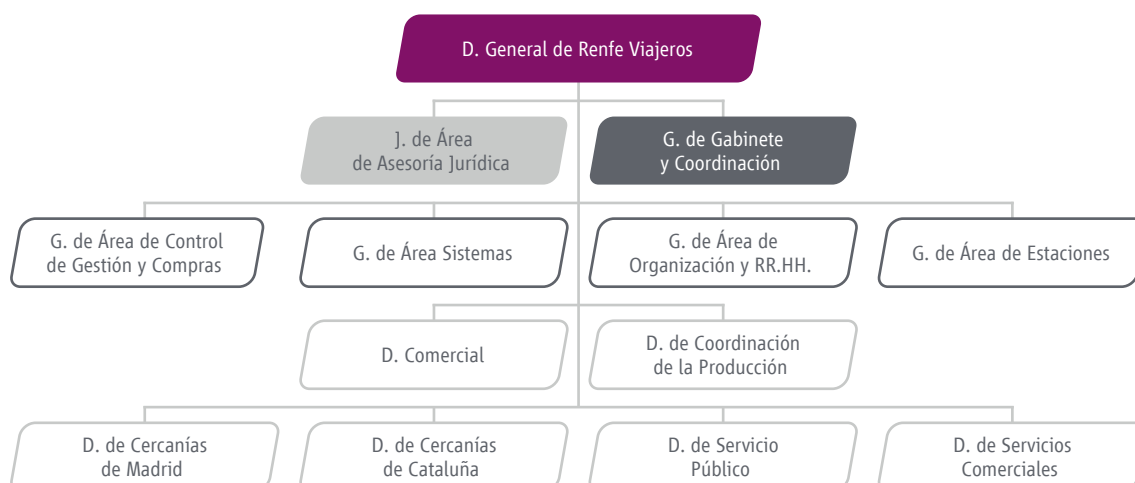 D. General de Renfe Viajeros
J. de Área
de Asesoría Jurídica
G. de Gabinete
y Coordinación
G. de Área de Control
de Gestión y Compras
G. de Área Sistemas
G. de Área de
Organización y RR.HH.
G. de Área de Estaciones
D. Comercial
D. de Coordinación
de la Producción
D. de Cercanías
de Madrid
D. de Cercanías
de Cataluña
D. de Servicio
Público
D. de Servicios
Comerciales